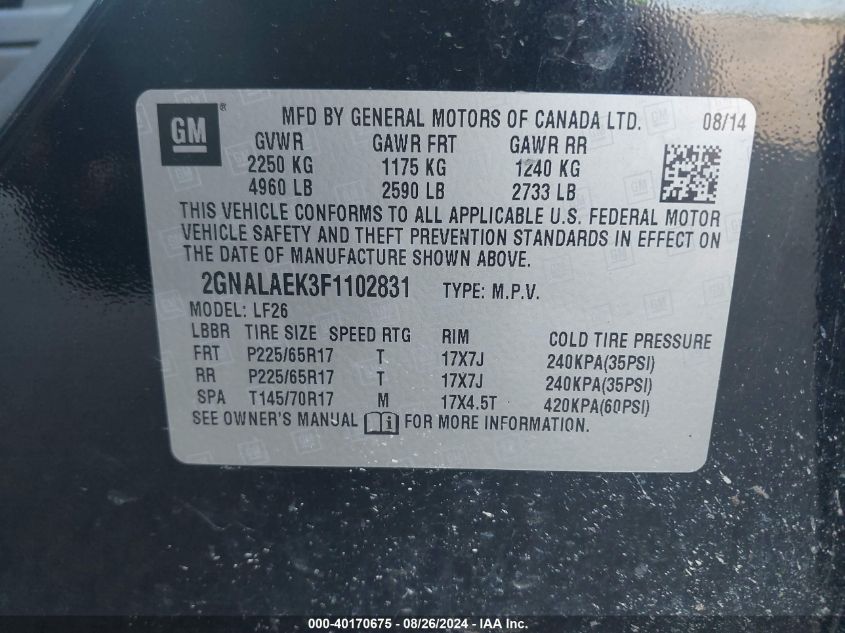 GM ® MFD BY GENERAL MOTORS OF CANADA LTD. 08/14
GVWR GAWR FRT GAWR RR
2250 KG 1175 KG 1240 KG
4960 LB 2590 LB 2733 LB
THIS VEHICLE CONFORMS TO ALL APPLICABLE U.S. FEDERAL MOTOR
VEHICLE SAFETY AND THEFT PREVENTION STANDARDS IN EFFECT ON
THE DATE OF MANUFACTURE SHOWN ABOVE.
2GNALAEK3F1102831 TYPE: M.P.V.
MODEL: LF26
LBBR TIRE SIZE SPEED RTG RIM COLD TIRE PRESSURE
FRT P225/65R17 T 17X7J 240KPA(35PSI)
RR P225/65R17 T 17X7J 240KPA(35PSI)
SPA T145/70R17 M 17X4.5T 420KPA(60PSI)
SEE OWNER'S MANUAL i FOR MORE INFORMATION.
000-40170675 - 08/26/2024 - IAA Inc.